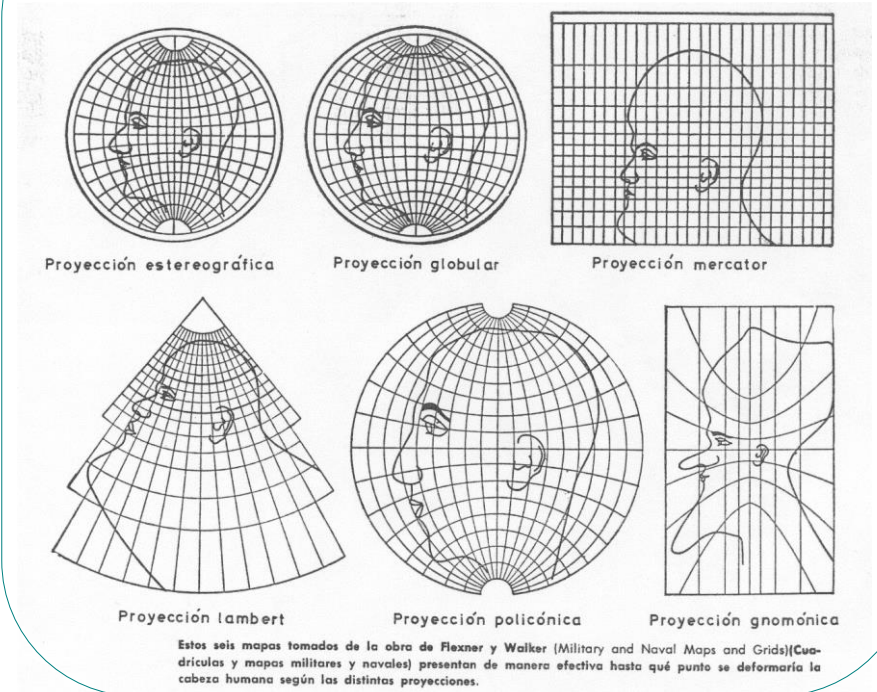 Proyección estereográfica
Proyección globular
Proyección mercator
Proyección lambert
Proyección policónica
Proyección gnomónica
Estos seis mapas tomados de la obra de Flexner y Walker (Military and Naval Maps and Grids)(Cua-
drículas y mapas militares y navales) presentan de manera efectiva hasta qué punto se deformaría la
cabeza humana según las distintas proyecciones.